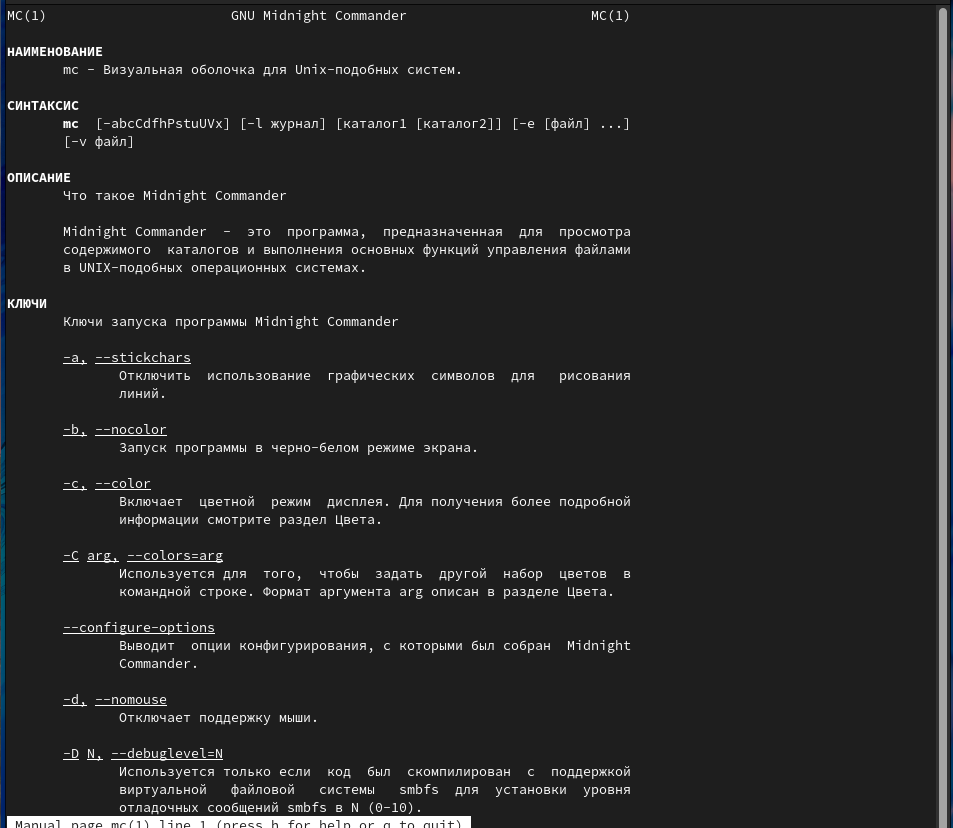 MC(1) GNU Midnight Commander MC(1)
НАИМЕНОВАНИЕ
mc - Визуальная оболочка для Unix-подобных систем.
СИНТАКСИС
mc [-abcCdfhPstuUVx] [-l журнал] [каталог1 [каталог2]] [-e [файл] ...]
[-v файл]
ОПИСАНИЕ
Что такое Midnight Commander
Midnight Commander - это программа, предназначенная для просмотра
содержимого каталогов и выполнения основных функций управления файлами
в UNIX-подобных операционных системах.
КЛЮЧИ
Ключи запуска программы Midnight Commander
-a, --stickchars
Отключить использование графических символов для рисования
линий.
-b, --nocolor
Запуск программы в черно-белом режиме экрана.
-c, --color
Включает цветной режим дисплея. Для получения более подробной
информации смотрите раздел Цвета.
-C arg, --colors=arg
Используется для того, чтобы задать другой набор цветов в
командной строке. Формат аргумента arg описан в разделе Цвета.
--configure-options
Выводит опции конфигурирования, с которыми был собран Midnight
Commander.
-d, --nomouse
Отключает поддержку мыши.
-D N, --debuglevel=N
Используется только если код был скомпилирован с поддержкой
виртуальной файловой системы smbfs для установки уровня
отладочных сообщений smbfs в N (0-10).
Manual page mc(1) line 1 (press h for help or q to quit)